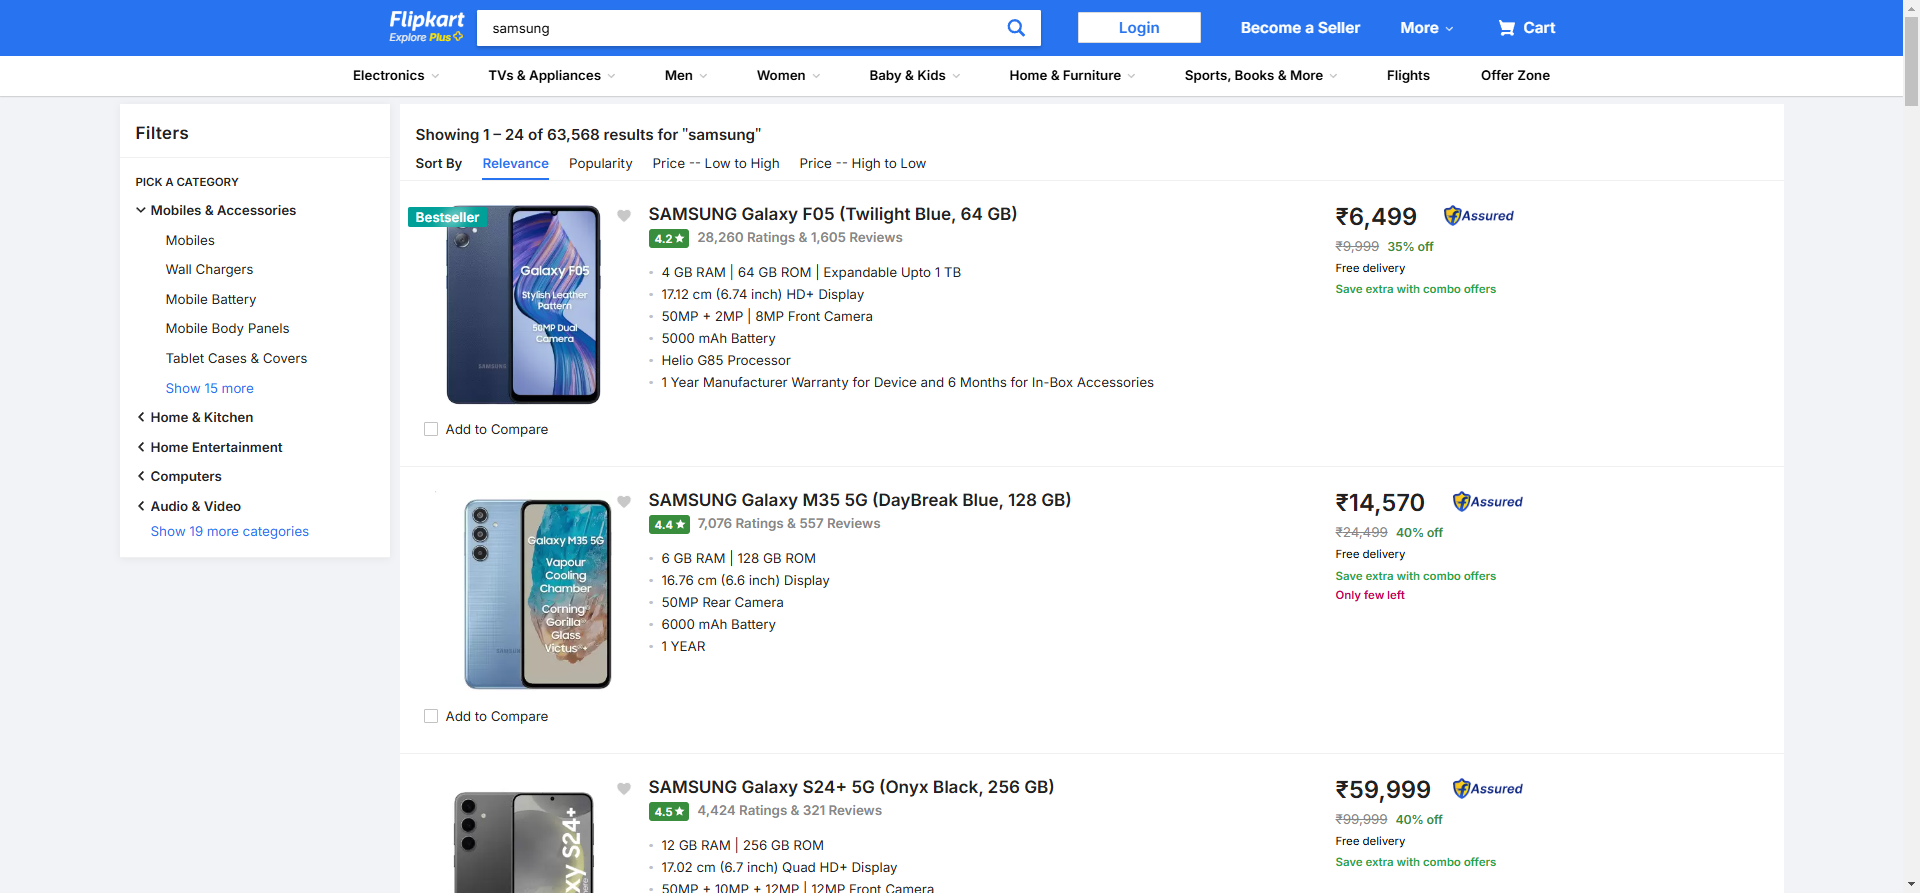 Flipkart
Explore Plus
samsung
Login
Become a Seller
More
Cart
Electronics
TVs & Appliances
Men
Women
Baby & Kids
Home & Furniture
Sports, Books & More
Flights
Offer Zone
Filters
PICK A CATEGORY
Mobiles & Accessories
Mobiles
Wall Chargers
Mobile Battery
Mobile Body Panels
Tablet Cases & Covers
Show 15 more
Home & Kitchen
Home Entertainment
Computers
Audio & Video
Show 19 more categories
Showing 1 – 24 of 63,568 results for "samsung"
Sort By
Relevance
Popularity
Price -- Low to High
Price -- High to Low
Bestseller
Galaxy F05
Stylish Leather
Pattern
50MP Dual
Camera
SAMSUNG
Add to Compare
SAMSUNG Galaxy F05 (Twilight Blue, 64 GB)
4.2★ 28,260 Ratings & 1,605 Reviews
4 GB RAM | 64 GB ROM | Expandable Upto 1 TB
17.12 cm (6.74 inch) HD+ Display
50MP + 2MP | 8MP Front Camera
5000 mAh Battery
Helio G85 Processor
1 Year Manufacturer Warranty for Device and 6 Months for In-Box Accessories
₹6,499
Assured
₹9,999 35% off
Free delivery
Save extra with combo offers
Galaxy M35 5G
Vapour
Cooling
Chamber
Corning
Gorilla
Glass
Victus+
SAMSUNG
Add to Compare
SAMSUNG Galaxy M35 5G (DayBreak Blue, 128 GB)
4.4★ 7,076 Ratings & 557 Reviews
6 GB RAM | 128 GB ROM
16.76 cm (6.6 inch) Display
50MP Rear Camera
6000 mAh Battery
1 YEAR
₹14,570
Assured
₹24,499 40% off
Free delivery
Save extra with combo offers
Only few left
xy S24+
SAMSUNG Galaxy S24+ 5G (Onyx Black, 256 GB)
4.5★ 4,424 Ratings & 321 Reviews
12 GB RAM | 256 GB ROM
17.02 cm (6.7 inch) Quad HD+ Display
50MP + 10MP + 12MP | 12MP Front Camera
₹59,999
Assured
₹99,999 40% off
Free delivery
Save extra with combo offers